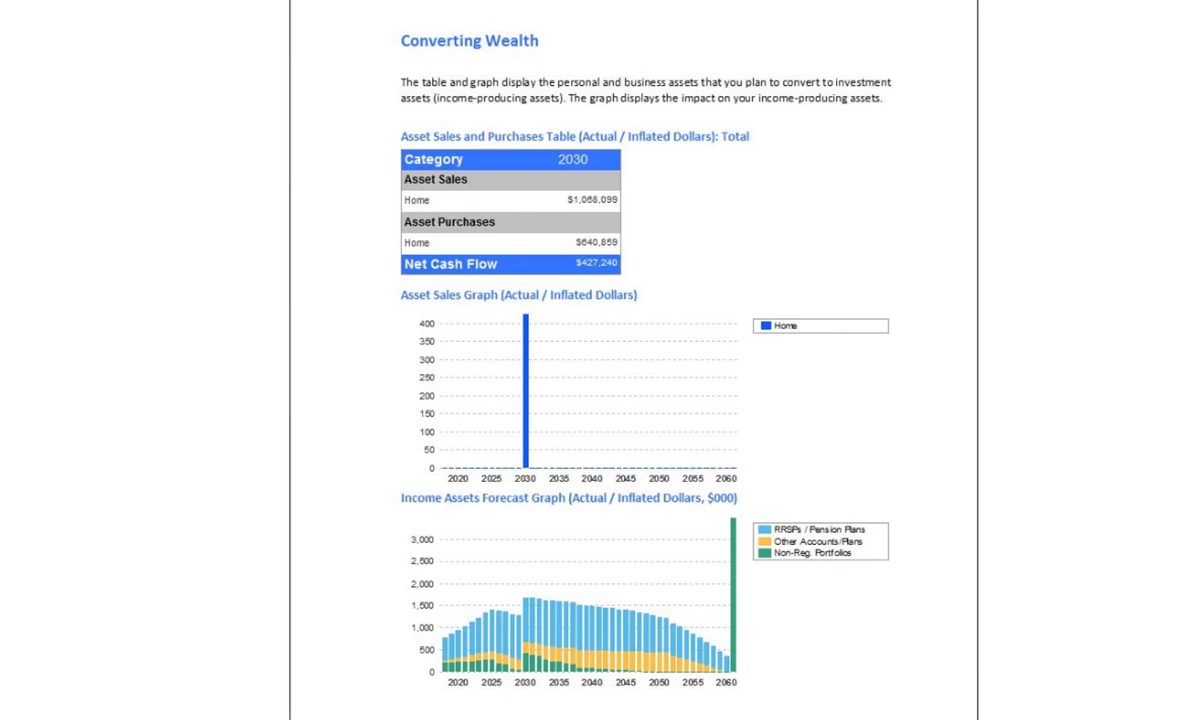 Converting Wealth
The table and graph display the personal and business assets that you plan to convert to investment
assets (income-producing assets). The graph displays the impact on your income-producing assets.
Asset Sales and Purchases Table (Actual / Inflated Dollars): Total
Category 2030
Asset Sales
Home $1,068,099
Asset Purchases
Home $640,859
Net Cash Flow $427,240
Asset Sales Graph (Actual / Inflated Dollars)
400
350
300
250
200
150
100
50
0
2020 2025 2030 2035 2040 2045 2050 2055 2060
Home
Income Assets Forecast Graph (Actual / Inflated Dollars, $000)
3,000
2,500
2,000
1,500
1,000
500
0
2020 2025 2030 2035 2040 2045 2050 2055 2060
RRSPs / Pension Plans
Other Accounts/Plans
Non-Reg. Portfolios